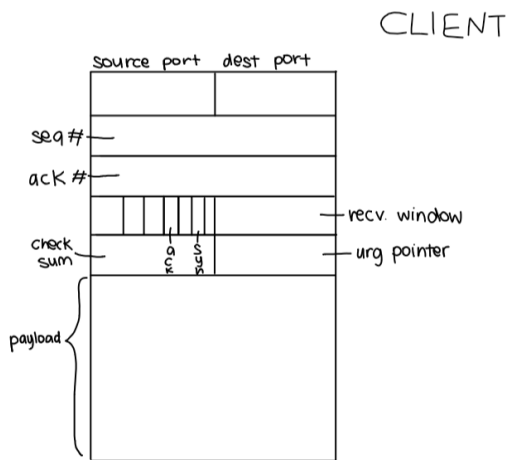 CLIENT
source port dest port
seq #
ack #
recv. window
check
sum
ack
syn
urg pointer
payload